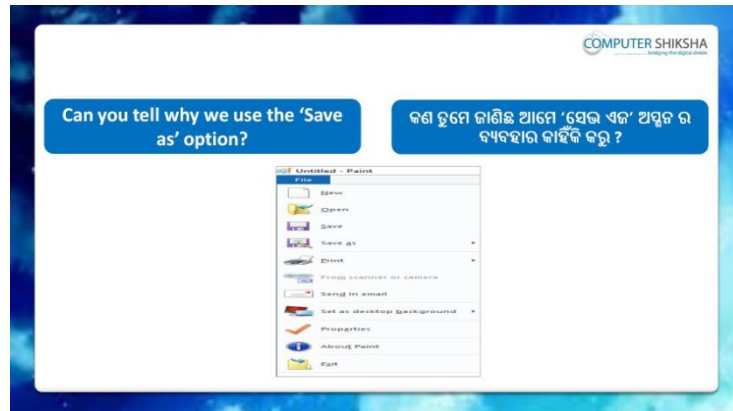 COMPUTER SHIKSHA
bridging the digital divide
Can you tell why we use the ‘Save
as’ option?
କଣ ତୁମେ ଜାଣିଛ ଆମେ ‘ସେଭ ଏଜ’ ଅପ୍ସନ ର
ବ୍ୟବହାର କାହିଁକି କରୁ ?
Untitled - Paint
File
New
Open
Save
Save as
Print
From scanner or camera
Send in email
Set as desktop background
Properties
About Paint
Exit